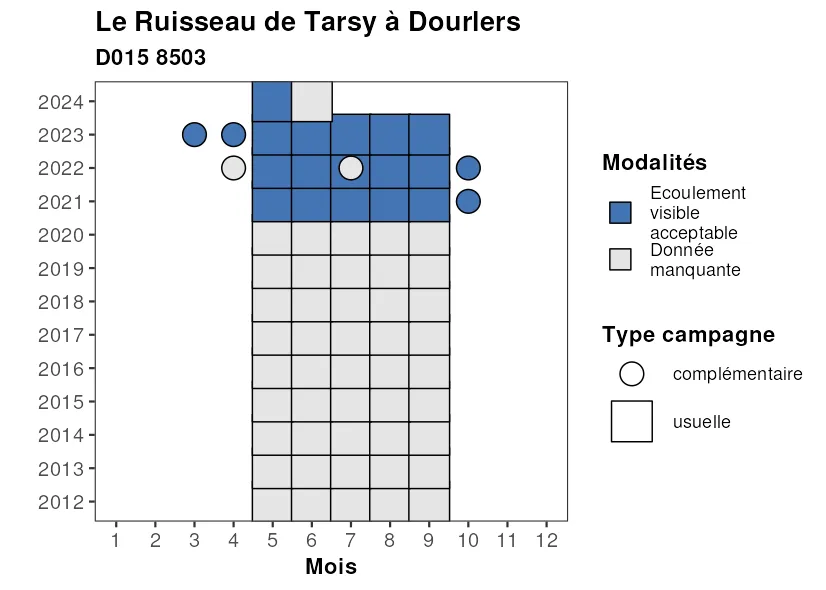 Le Ruisseau de Tarsy à Dourlers
D015 8503
2024
2023
2022
2021
2020
2019
2018
2017
2016
2015
2014
2013
2012
1 2 3 4 5 6 7 8 9 10 11 12
Mois
Modalités
Ecoulement
visible
acceptable
Donnée
manquante
Type campagne
complémentaire
usuelle